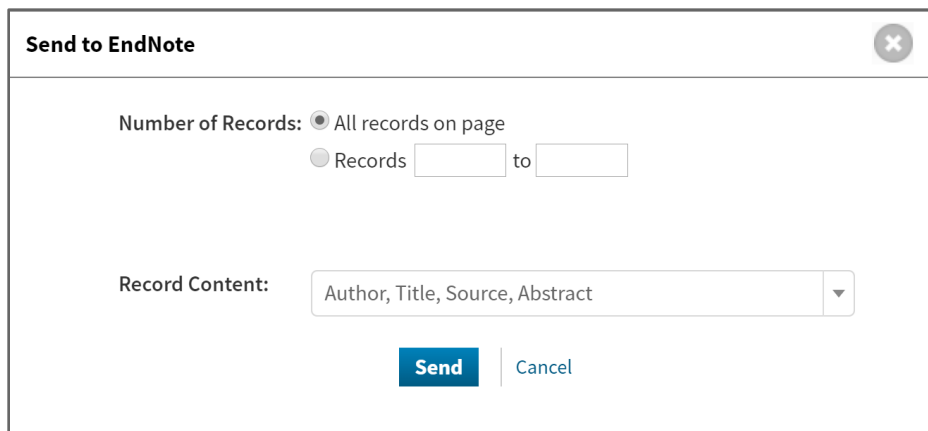 Send to EndNote
Number of Records: All records on page
Records to
Record Content: Author, Title, Source, Abstract
Send Cancel